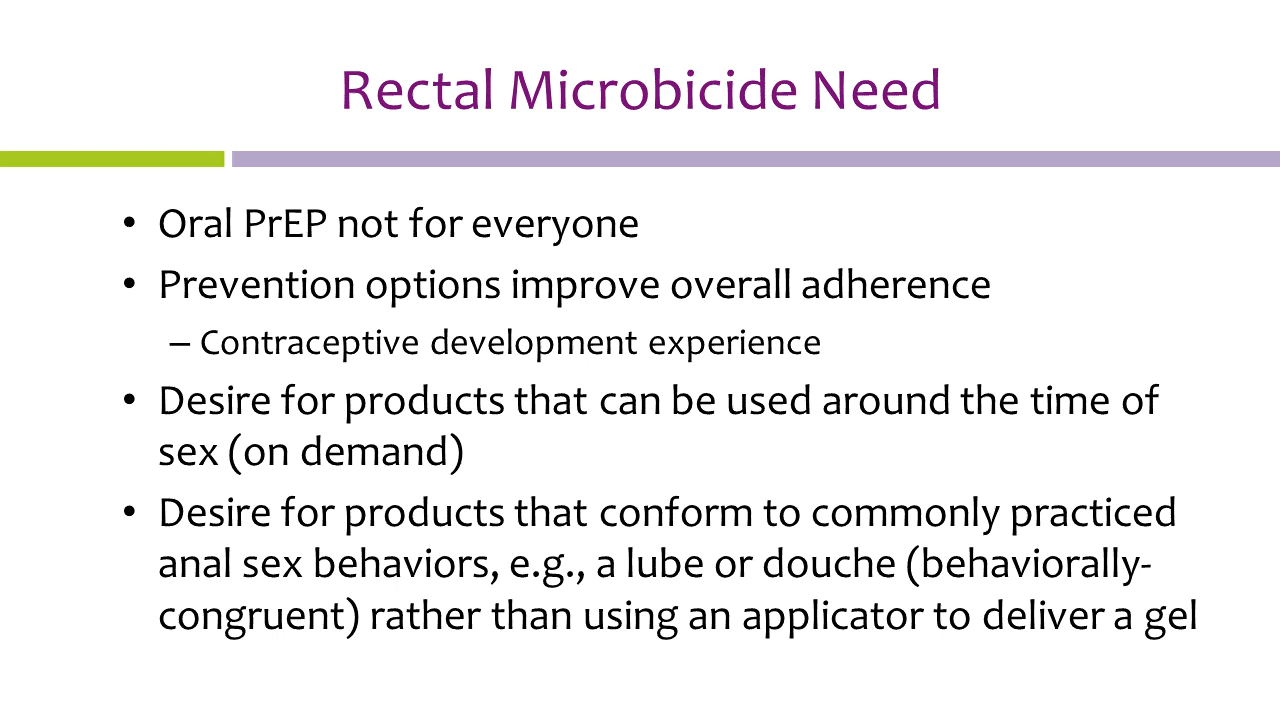 Rectal Microbicide Need
• Oral PrEP not for everyone
• Prevention options improve overall adherence
– Contraceptive development experience
• Desire for products that can be used around the time of
sex (on demand)
• Desire for products that conform to commonly practiced
anal sex behaviors, e.g., a lube or douche (behaviorally-
congruent) rather than using an applicator to deliver a gel